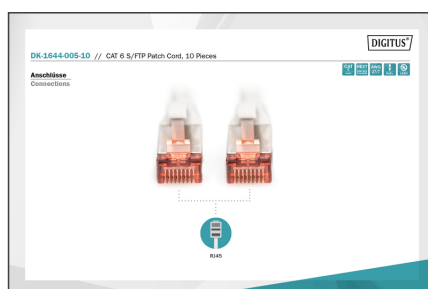 DIGITUS®
DK-1644-005-10 // CAT 6 S/FTP Patch Cord, 10 Pieces
Anschlüsse
Connections
RJ45